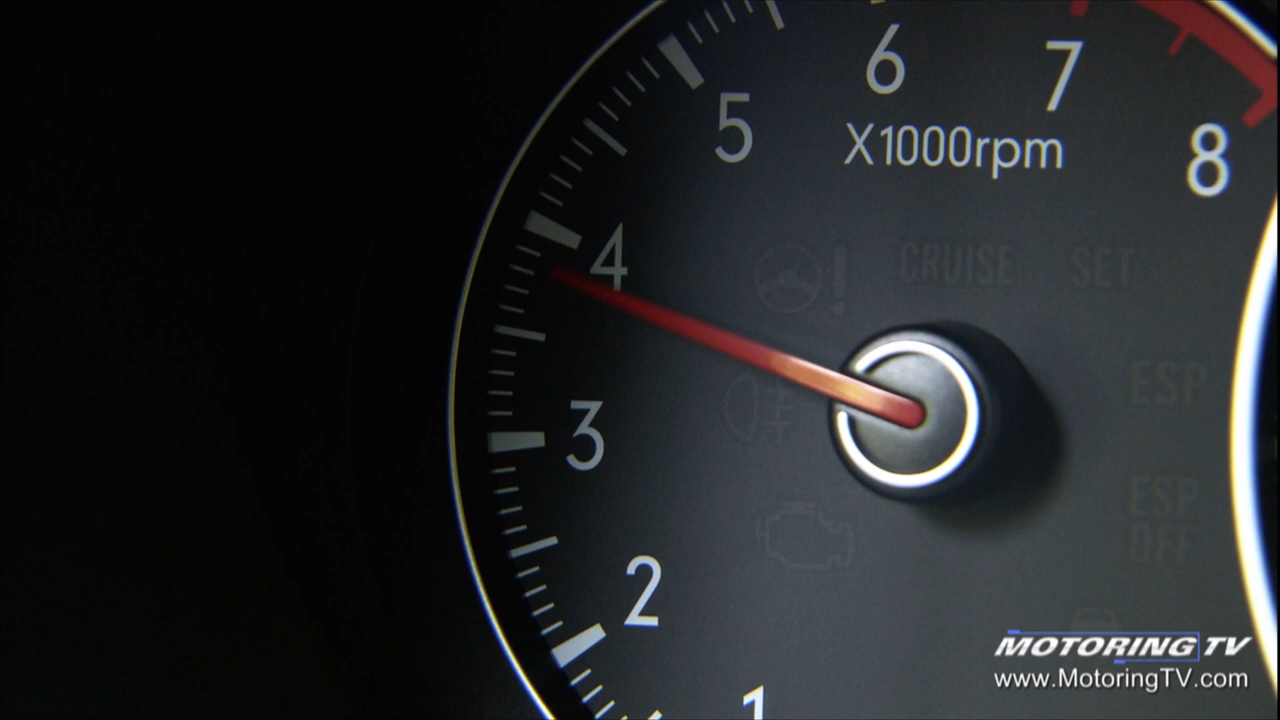 6
7
5
X1000rpm
8
4
CRUISE SET
ESP
3
ESP
OFF
2
MOTORING TV
www.MotoringTV.com
1